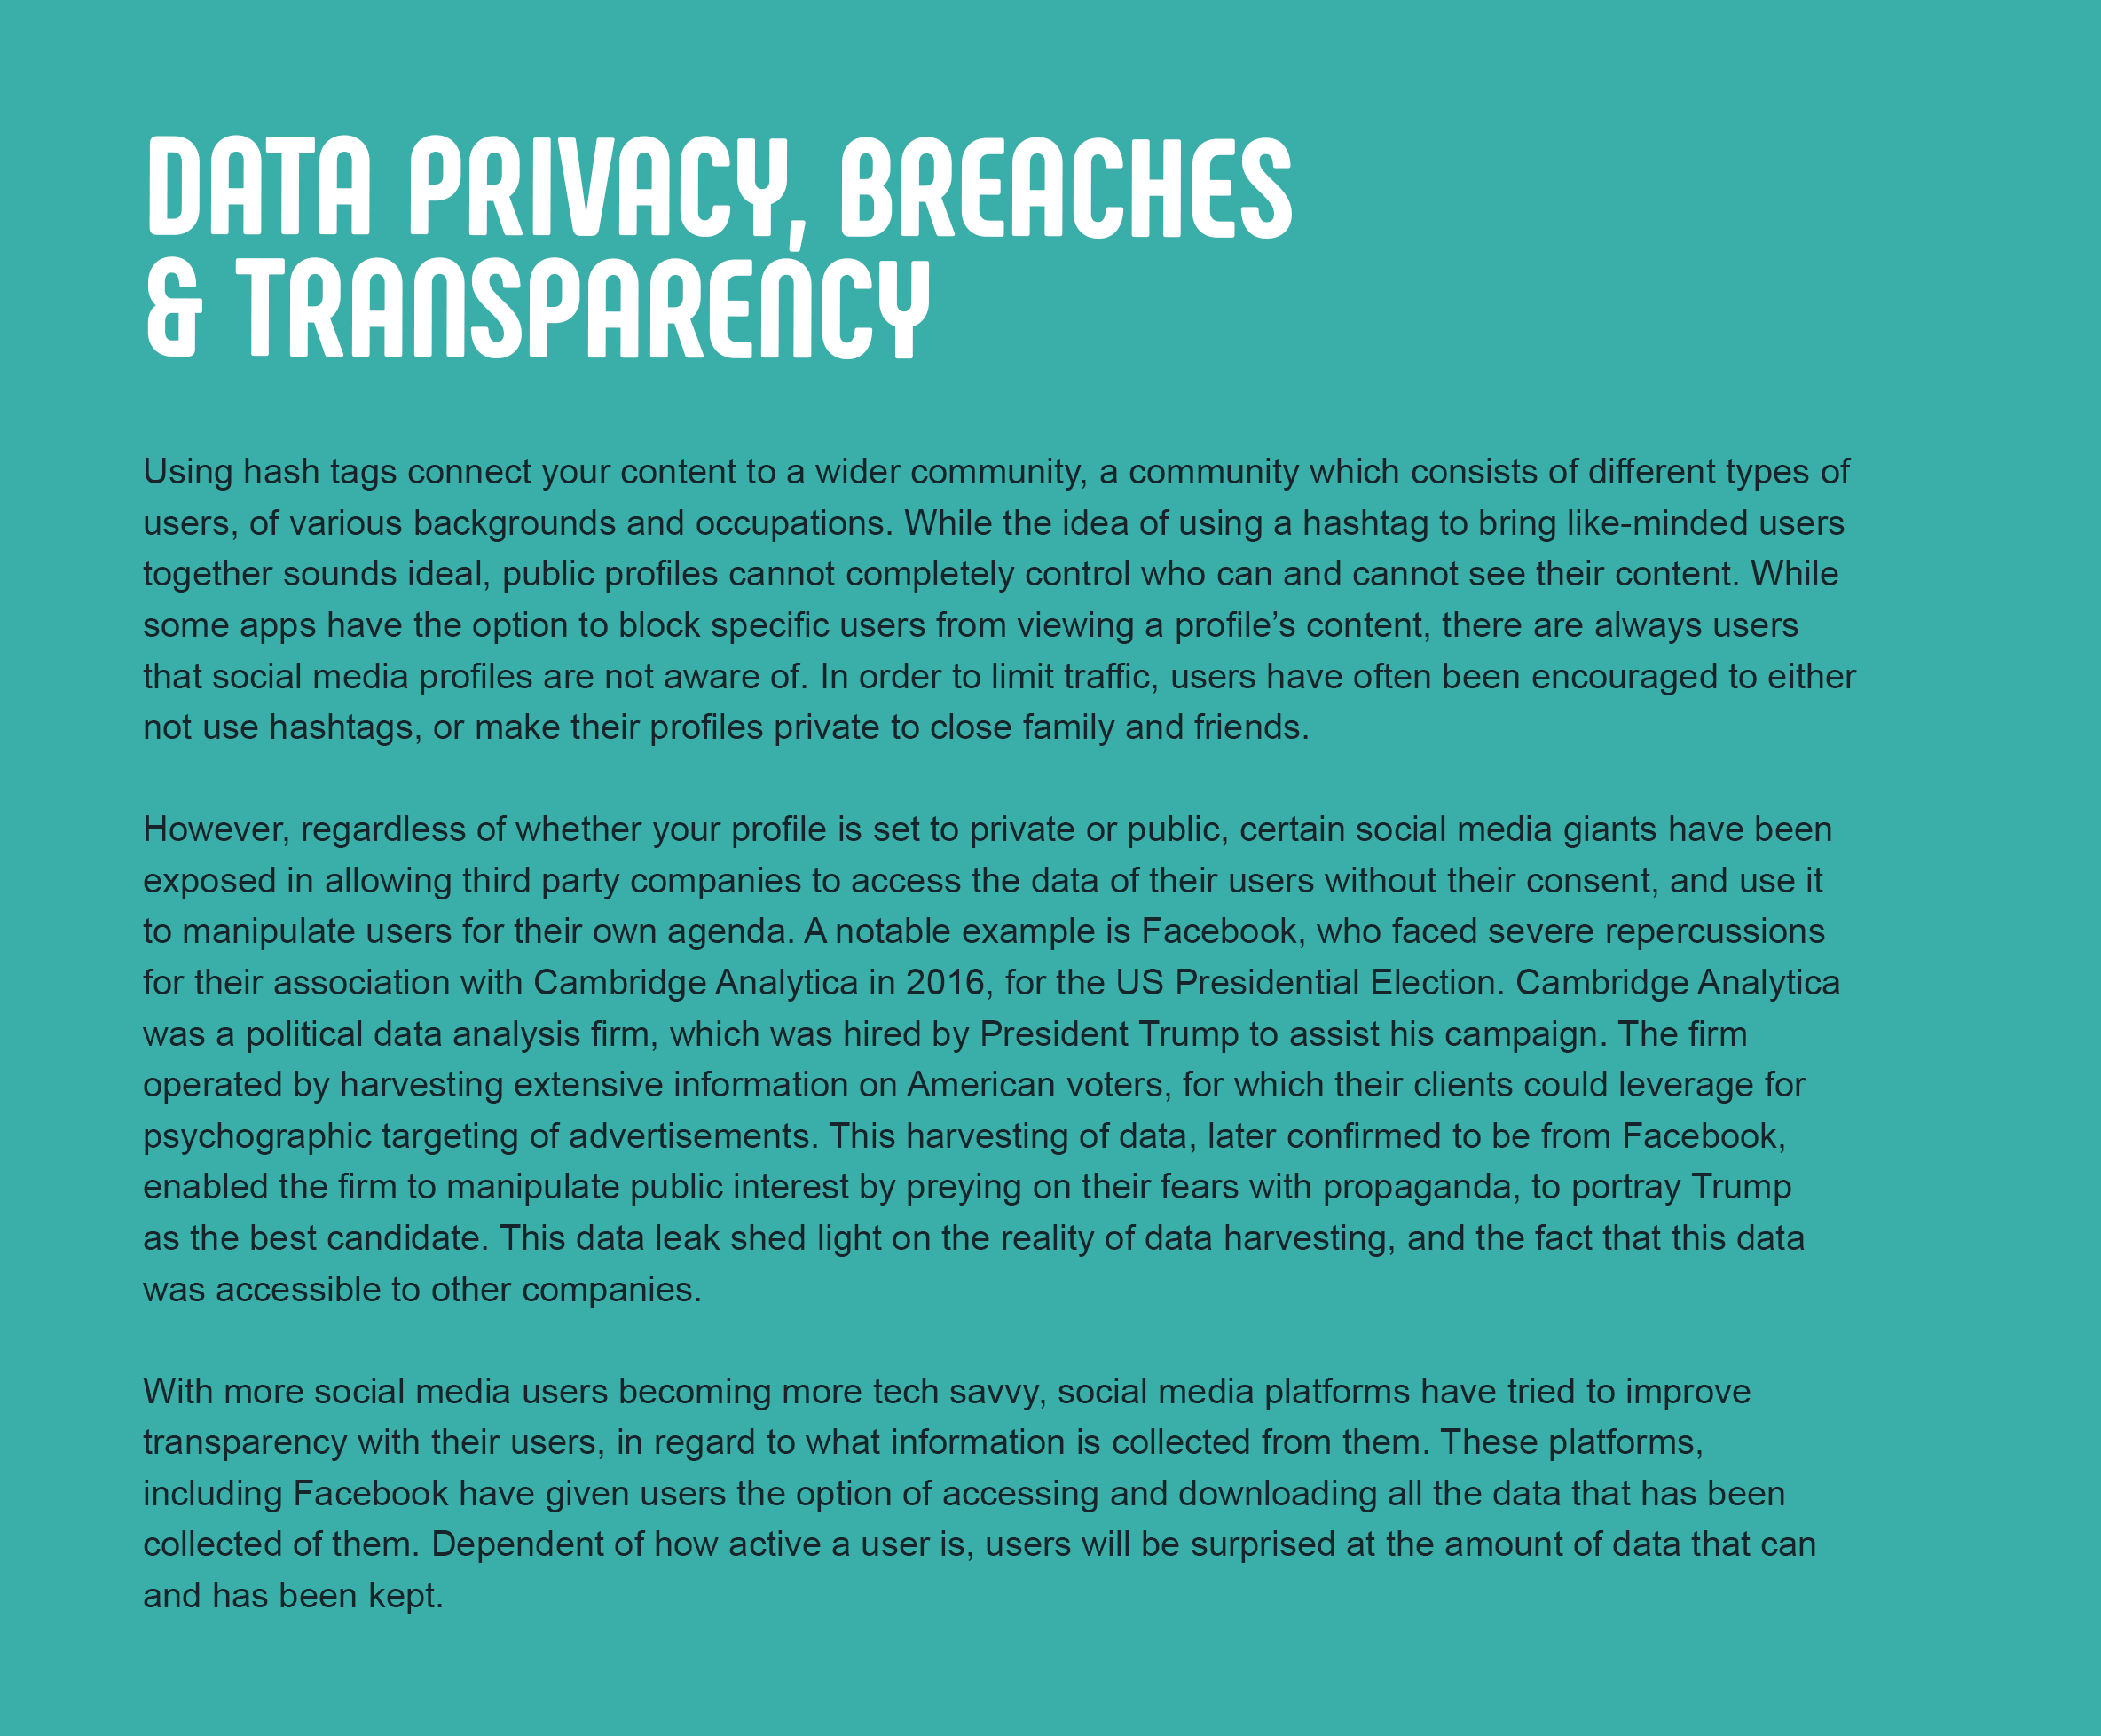 DATA PRIVACY, BREACHES
& TRANSPARENCY
Using hash tags connect your content to a wider community, a community which consists of different types of
users, of various backgrounds and occupations. While the idea of using a hashtag to bring like-minded users
together sounds ideal, public profiles cannot completely control who can and cannot see their content. While
some apps have the option to block specific users from viewing a profile’s content, there are always users
that social media profiles are not aware of. In order to limit traffic, users have often been encouraged to either
not use hashtags, or make their profiles private to close family and friends.
However, regardless of whether your profile is set to private or public, certain social media giants have been
exposed in allowing third party companies to access the data of their users without their consent, and use it
to manipulate users for their own agenda. A notable example is Facebook, who faced severe repercussions
for their association with Cambridge Analytica in 2016, for the US Presidential Election. Cambridge Analytica
was a political data analysis firm, which was hired by President Trump to assist his campaign. The firm
operated by harvesting extensive information on American voters, for which their clients could leverage for
psychographic targeting of advertisements. This harvesting of data, later confirmed to be from Facebook,
enabled the firm to manipulate public interest by preying on their fears with propaganda, to portray Trump
as the best candidate. This data leak shed light on the reality of data harvesting, and the fact that this data
was accessible to other companies.
With more social media users becoming more tech savvy, social media platforms have tried to improve
transparency with their users, in regard to what information is collected from them. These platforms,
including Facebook have given users the option of accessing and downloading all the data that has been
collected of them. Dependent of how active a user is, users will be surprised at the amount of data that can
and has been kept.